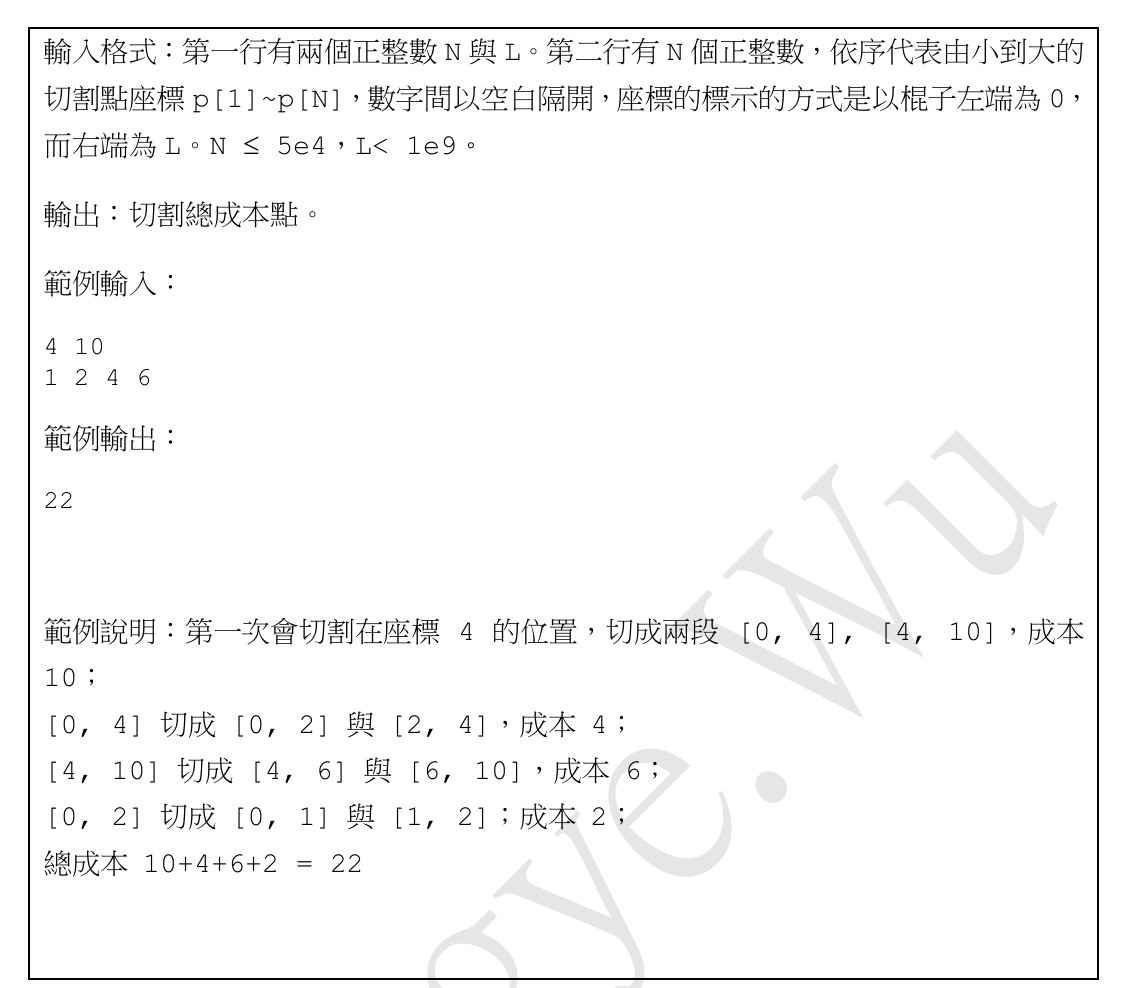 輸入格式：第一行有兩個正整數 N 與 L。第二行有 N 個正整數，依序代表由小到大的
切割點座標 p[1]~p[N]，數字間以空白隔開，座標的標示的方式是以棍子左端為 0，
而右端為 L。N ≤ 5e4，L< 1e9。
輸出：切割總成本點。
範例輸入：
4 10
1 2 4 6
範例輸出：
22
範例說明：第一次會切割在座標 4 的位置，切成兩段 [0, 4], [4, 10]，成本
10；
[0, 4] 切成 [0, 2] 與 [2, 4]，成本 4；
[4, 10] 切成 [4, 6] 與 [6, 10]，成本 6；
[0, 2] 切成 [0, 1] 與 [1, 2]；成本 2；
總成本 10+4+6+2 = 22
ye. Wu